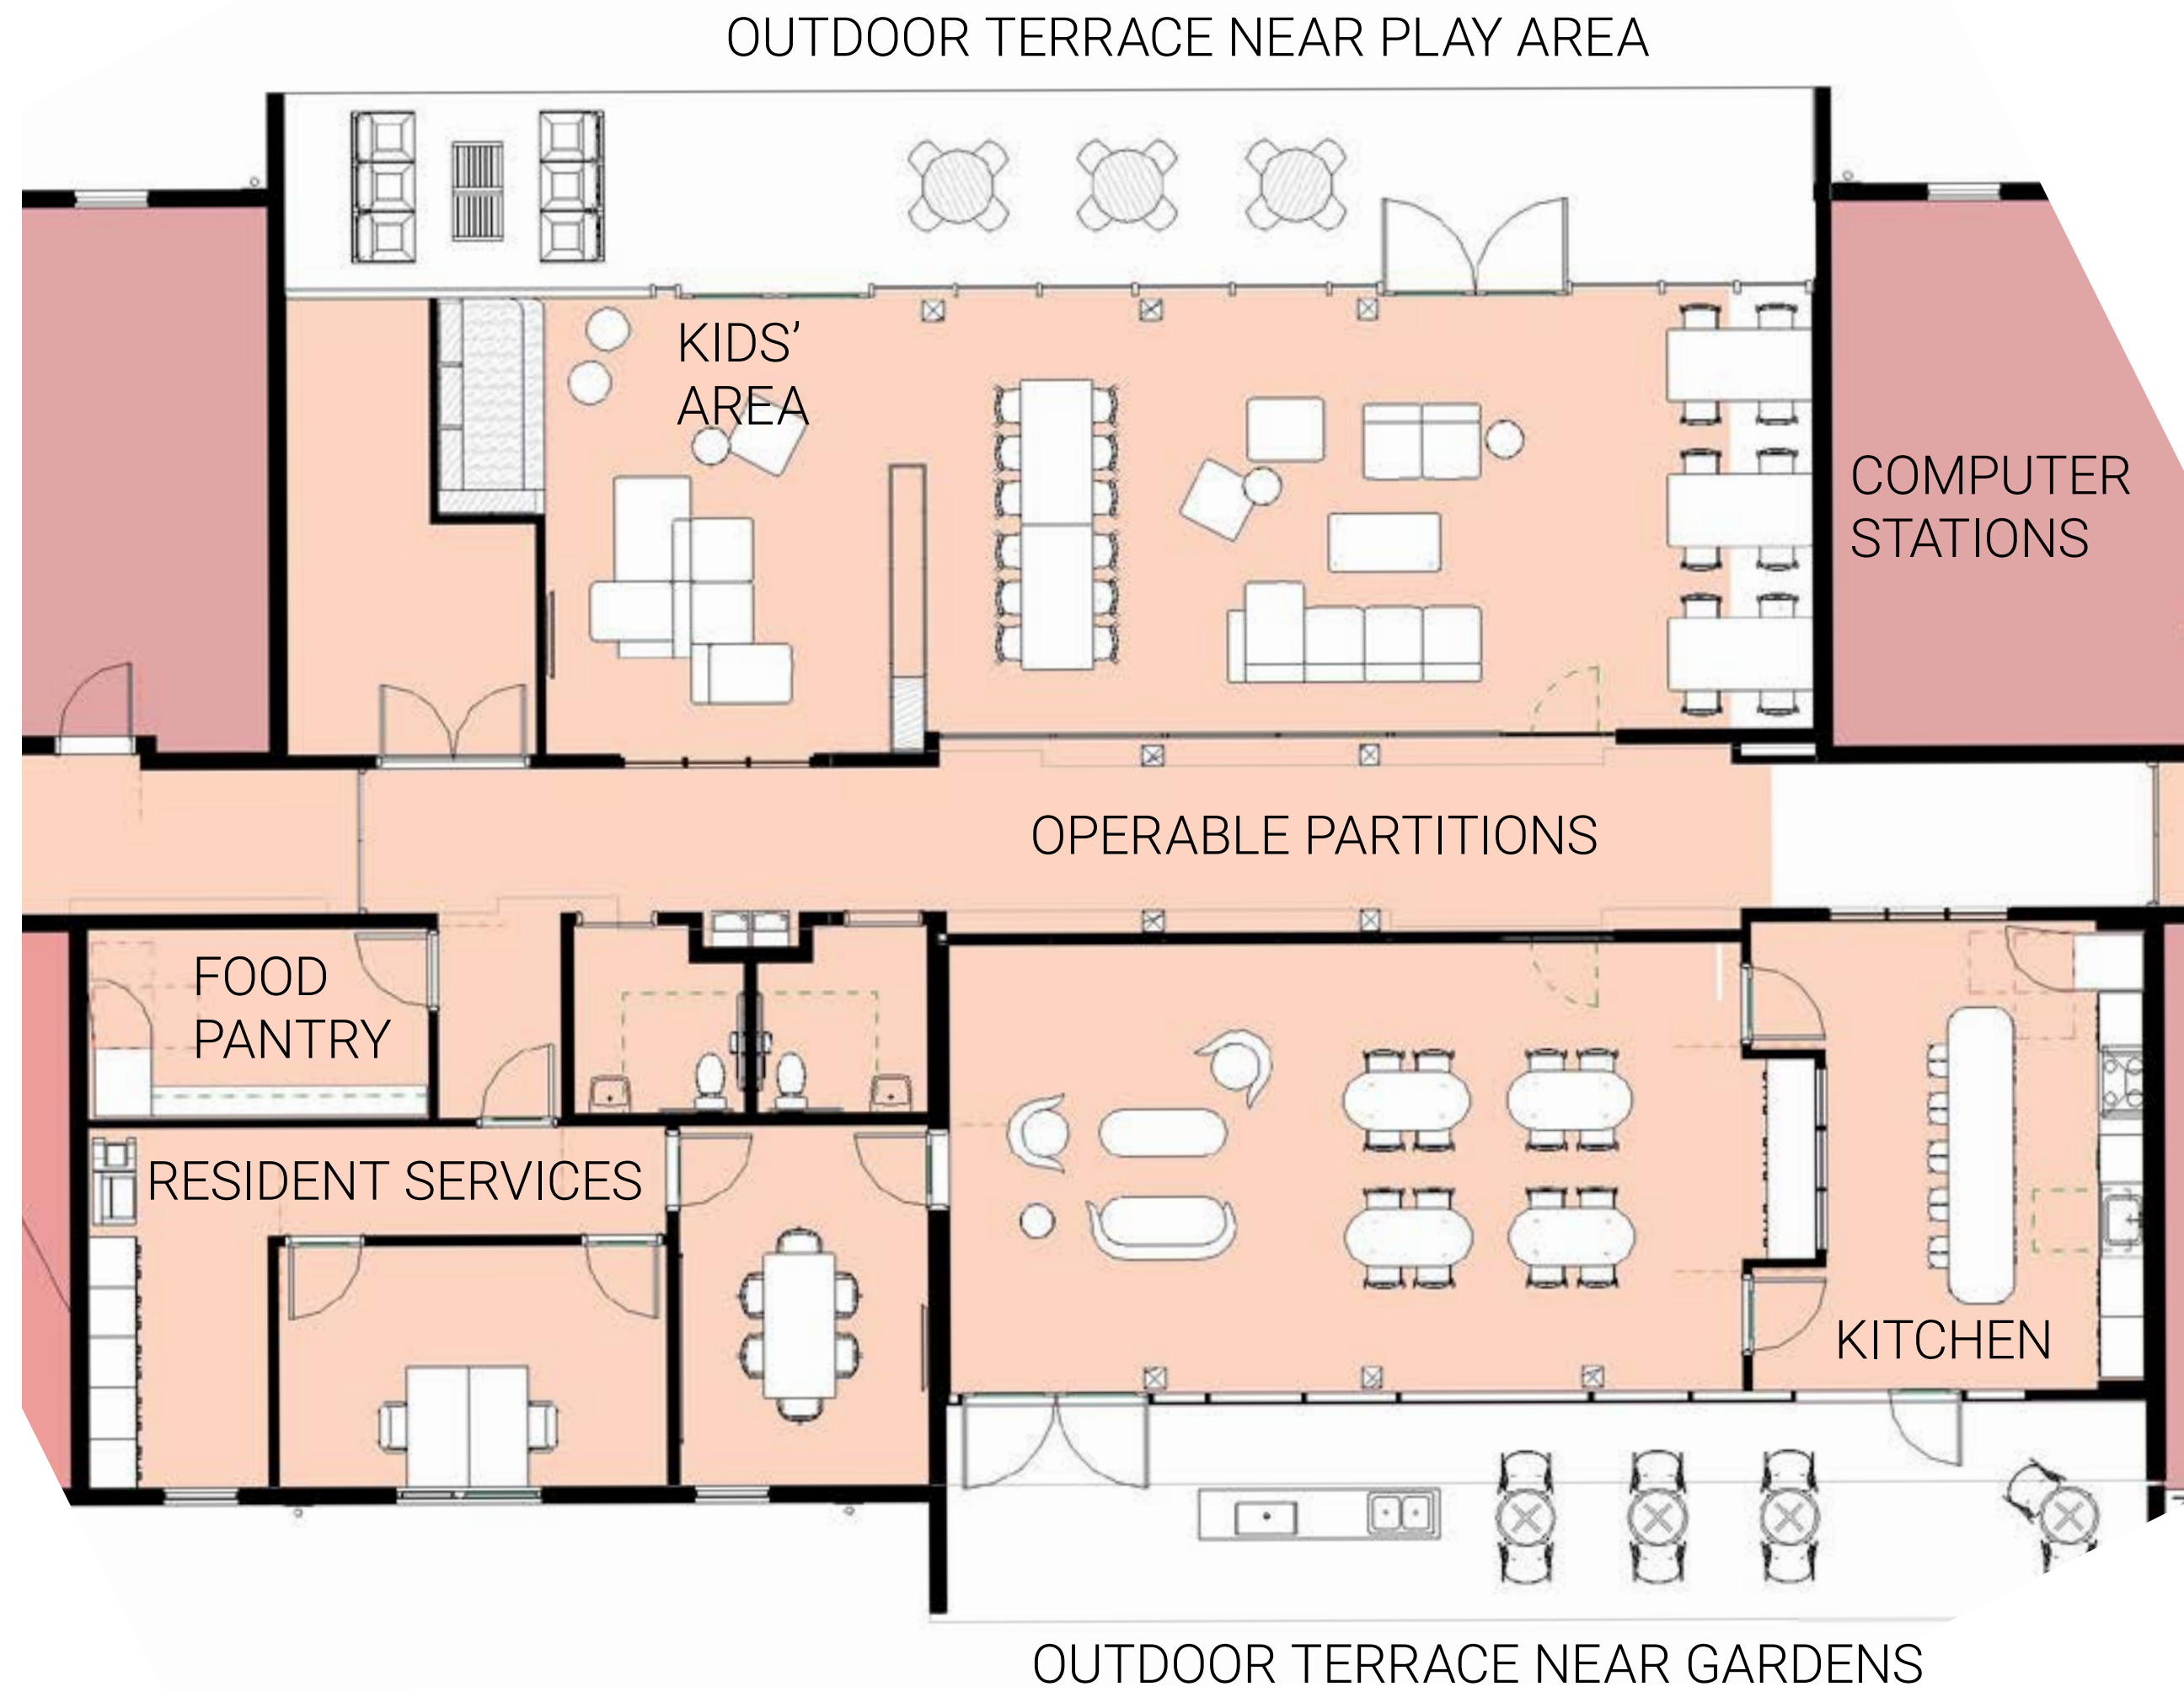 OUTDOOR TERRACE NEAR PLAY AREA
KIDS’
AREA
COMPUTER
STATIONS
OPERABLE PARTITIONS
FOOD
PANTRY
RESIDENT SERVICES
KITCHEN
OUTDOOR TERRACE NEAR GARDENS